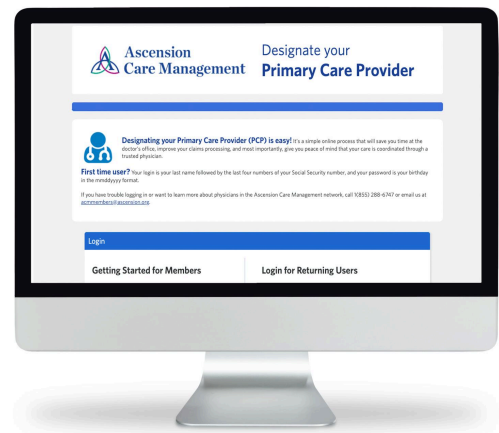 Ascension
Care Management
Designate your
Primary Care Provider
Designating your Primary Care Provider (PCP) is easy! It's a simple online process that will save you time at the
doctor's office, improve your claims processing, and most importantly, give you peace of mind that your care is coordinated through a
trusted physician.
First time user? Your login is your last name followed by the last four numbers of your Social Security number, and your password is your birthday
in the mmddyyyy format.
If you have trouble logging in or want to learn more about physicians in the Ascension Care Management network, call 1(855) 288-6747 or email us at
acmmembers@ascension.org.
Login
Getting Started for Members
Login for Returning Users